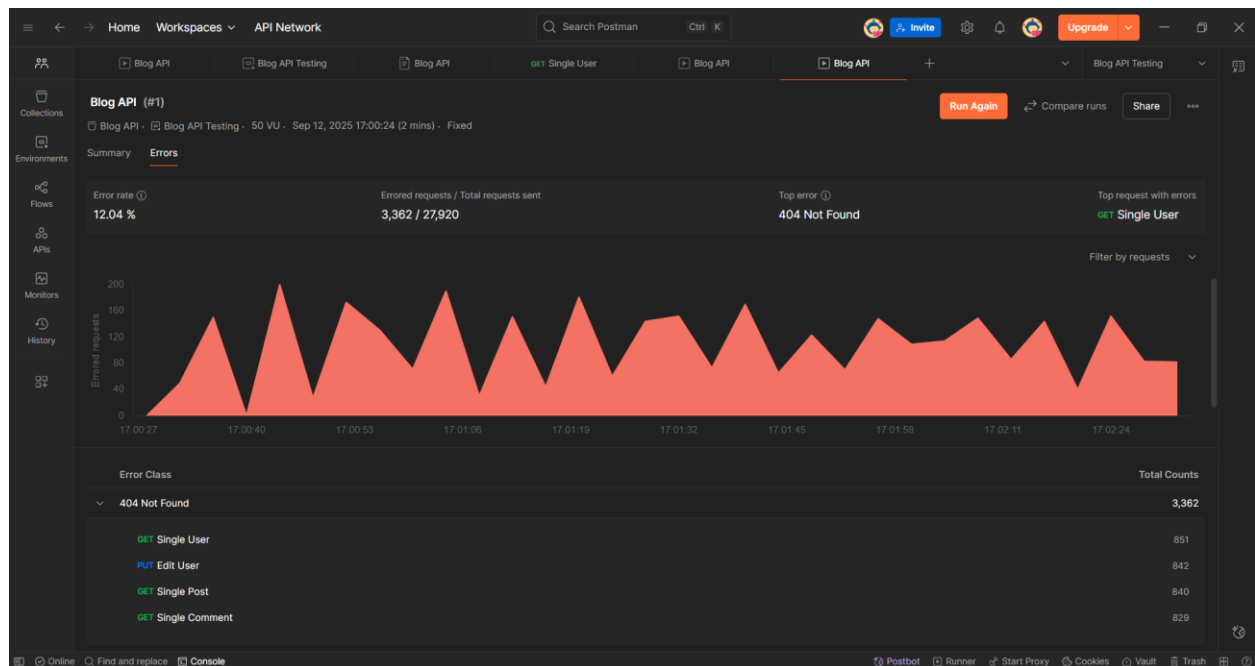 Home Workspaces API Network Search Postman Ctrl K Invite Upgrade
Blog API Blog API Testing Blog API GET Single User Blog API Blog API Blog API Testing
Collections
Environments
Flows
APIs
Monitors
History
Blog API (#1) Run Again Compare runs Share
Blog API · Blog API Testing · 50 VU · Sep 12, 2025 17:00:24 (2 mins) · Fixed
Summary Errors
Error rate Errored requests / Total requests sent Top error Top request with errors
12.04 % 3,362 / 27,920 404 Not Found GET Single User
Filter by requests
Errored requests
200
160
120
80
40
0
17:00:27 17:00:40 17:00:53 17:01:06 17:01:19 17:01:32 17:01:45 17:01:58 17:02:11 17:02:24
Error Class Total Counts
404 Not Found 3,362
GET Single User 851
PUT Edit User 842
GET Single Post 840
GET Single Comment 829
Online Find and replace Console Postbot Runner Start Proxy Cookies Vault Trash